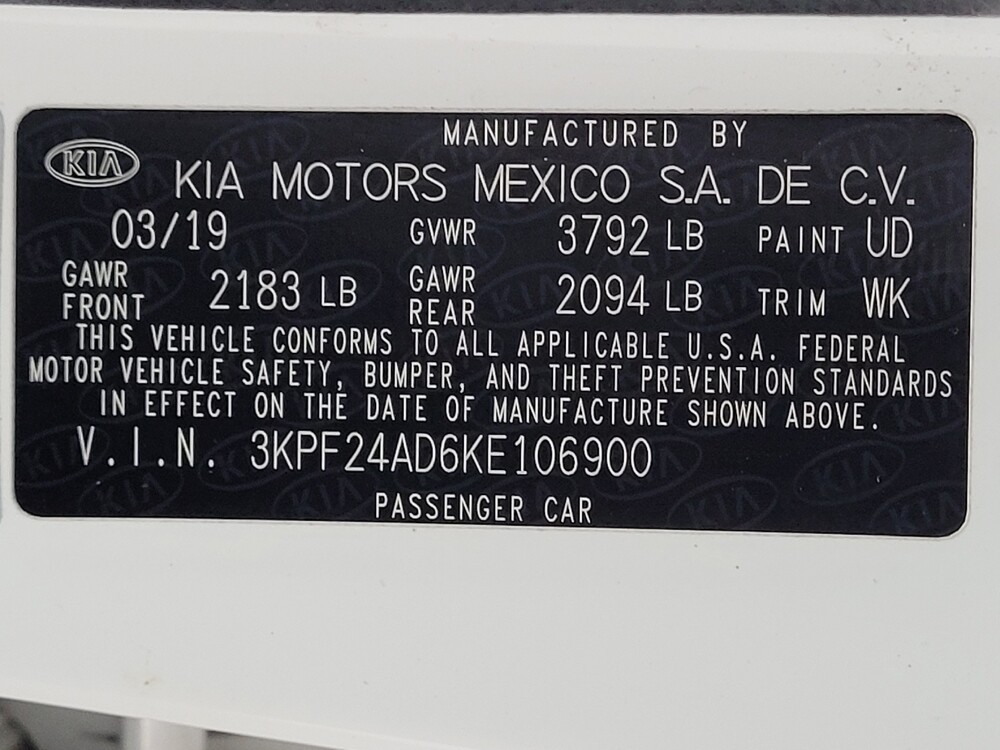 MANUFACTURED BY
KIA KIA MOTORS MEXICO S.A. DE C.V.
03/19 GVWR 3792 LB PAINT UD
GAWR FRONT 2183 LB GAWR REAR 2094 LB TRIM WK
THIS VEHICLE CONFORMS TO ALL APPLICABLE U.S.A. FEDERAL
MOTOR VEHICLE SAFETY, BUMPER, AND THEFT PREVENTION STANDARDS
IN EFFECT ON THE DATE OF MANUFACTURE SHOWN ABOVE.
V.I.N. 3KPF24AD6KE106900
PASSENGER CAR